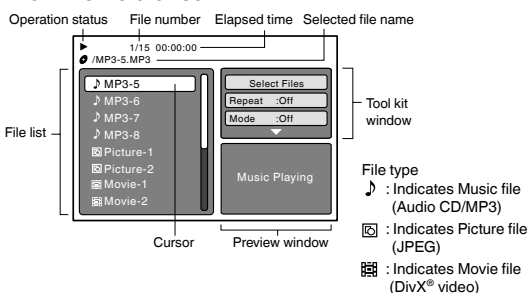 Operation status File number Elapsed time Selected file name
1/15 00:00:00
/MP3-5.MP3
MP3-5
MP3-6
MP3-7
MP3-8
Picture-1
Picture-2
Movie-1
Movie-2
Select Files
Repeat :Off
Mode :Off
Music Playing
File list
Tool kit
window
Cursor
Preview window
File type
: Indicates Music file
(Audio CD/MP3)
: Indicates Picture file
(JPEG)
: Indicates Movie file
(DivX® video)